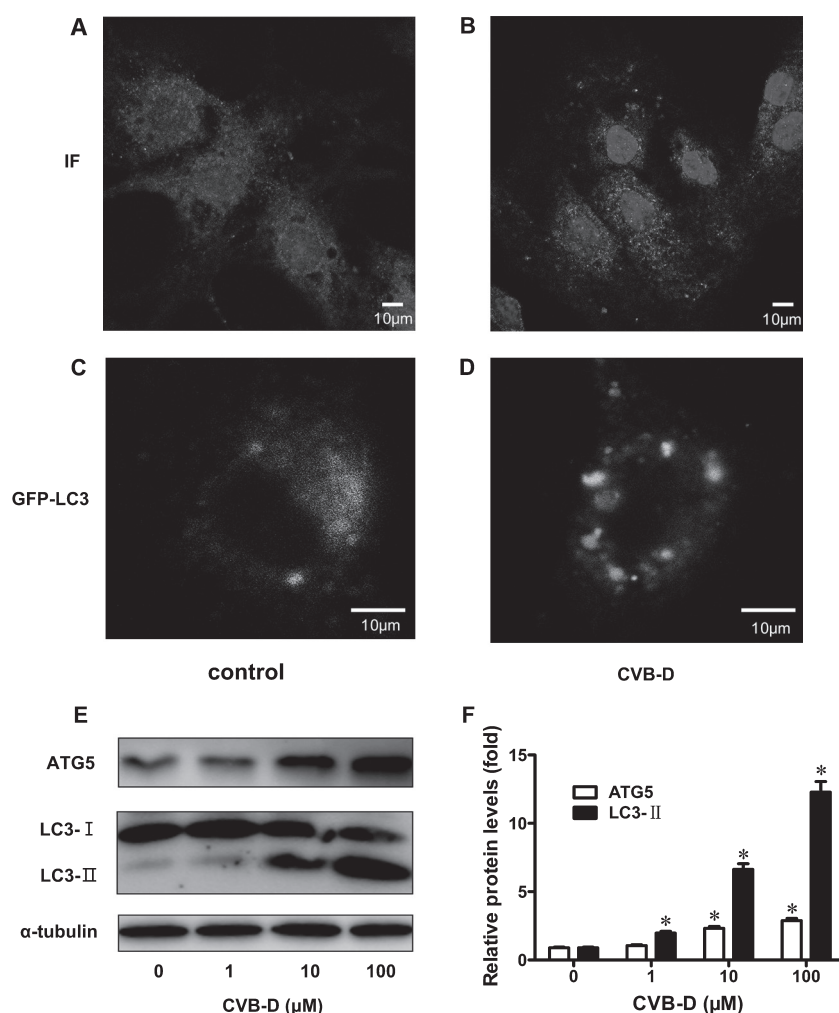 A
B
IF
10μm
10μm
C
D
GFP-LC3
10μm
10μm
control
CVB-D
E
ATG5
LC3-Ⅰ
LC3-Ⅱ
α-tubulin
0 1 10 100
CVB-D (μM)
F
Relative protein levels (fold)
15
10
5
0
ATG5
LC3-Ⅱ
*
*
*
*
*
0 1 10 100
CVB-D (μM)